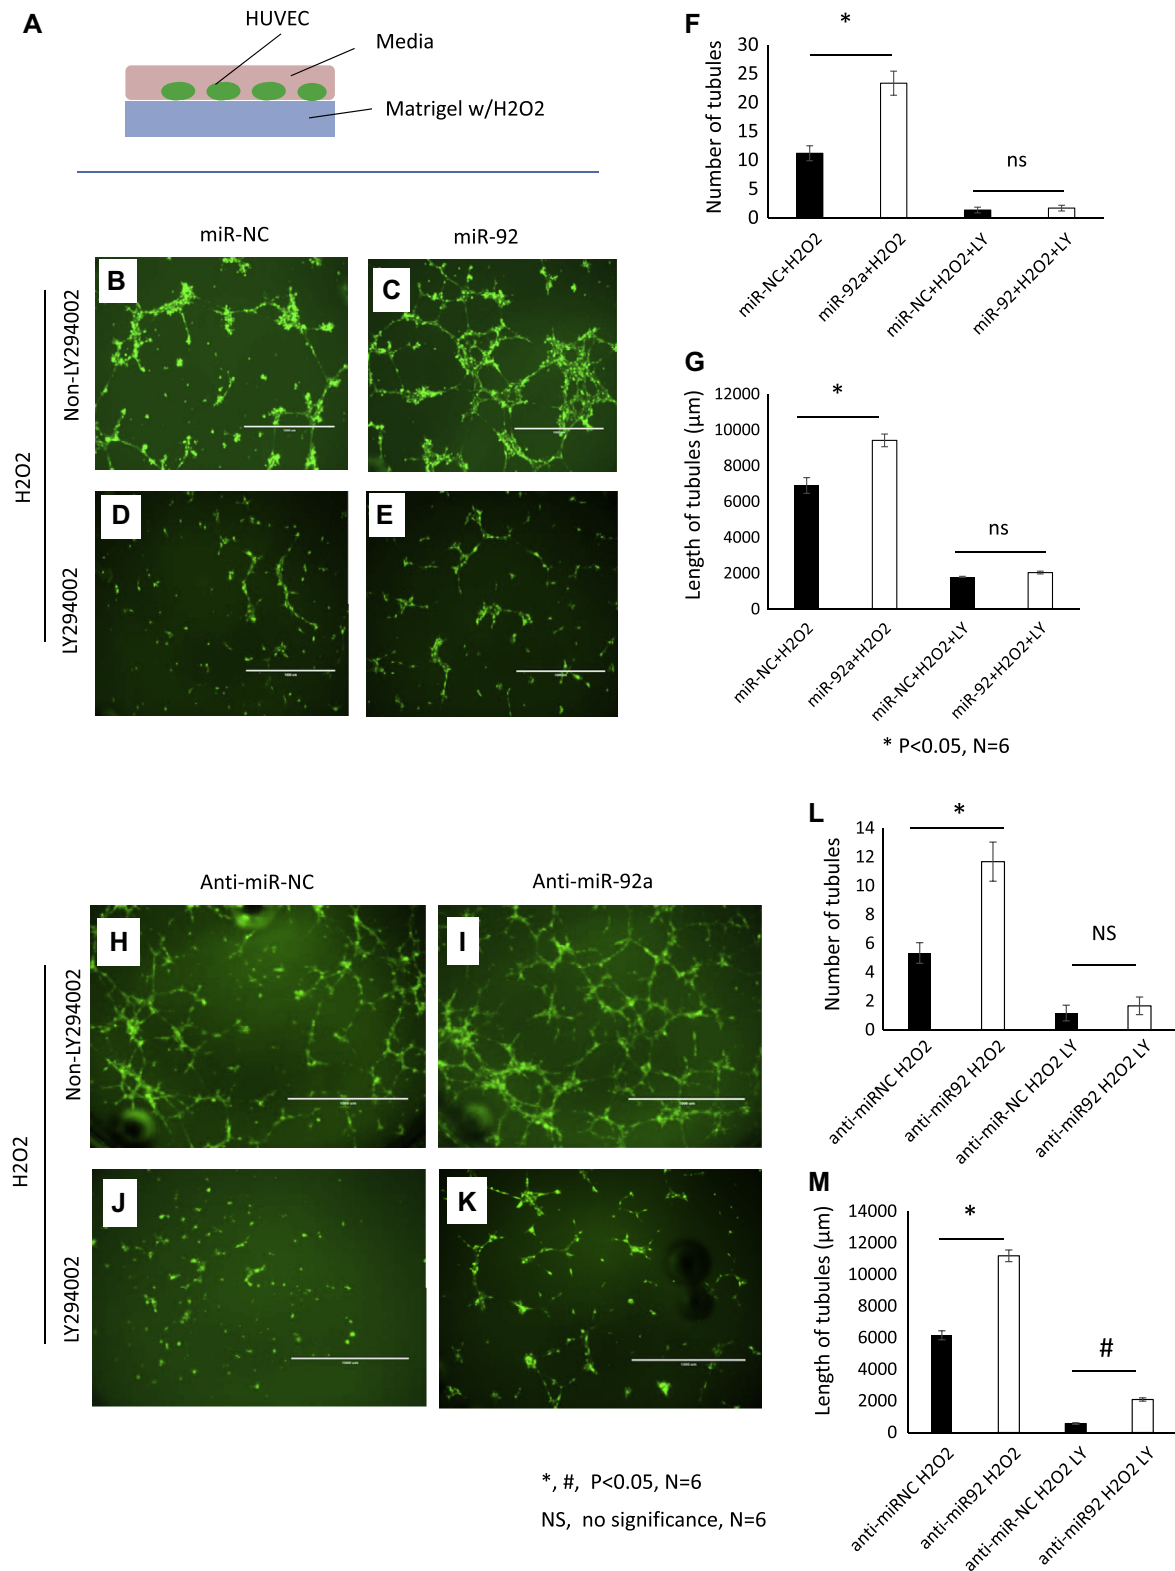 A
HUVEC
Media
Matrigel w/H2O2
miR-NC
miR-92
H2O2
Non-LY294002
LY294002
B
C
D
E
F
Number of tubules
30
25
20
15
10
5
0
*
ns
miR-NC+H2O2
miR-92a+H2O2
miR-NC+H2O2+LY
miR-92+H2O2+LY
G
Length of tubules (µm)
12000
10000
8000
6000
4000
2000
0
*
ns
miR-NC+H2O2
miR-92a+H2O2
miR-NC+H2O2+LY
miR-92+H2O2+LY
* P<0.05, N=6
Anti-miR-NC
Anti-miR-92a
H2O2
Non-LY294002
LY294002
H
I
J
K
L
Number of tubules
14
12
10
8
6
4
2
0
*
NS
anti-miRNC H2O2
anti-miR92 H2O2
anti-miR-NC H2O2 LY
anti-miR92 H2O2 LY
M
Length of tubules (µm)
14000
12000
10000
8000
6000
4000
2000
0
*
#
anti-miRNC H2O2
anti-miR92 H2O2
anti-miR-NC H2O2 LY
anti-miR92 H2O2 LY
*, #, P<0.05, N=6
NS, no significance, N=6